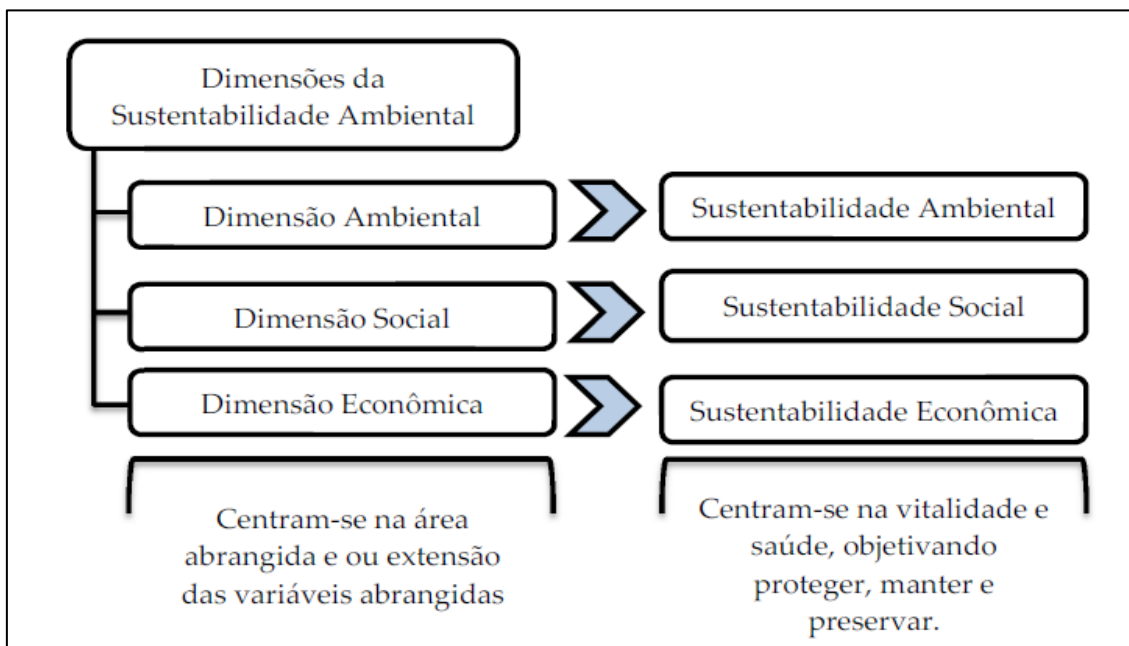 Dimensões da
Sustentabilidade Ambiental
Dimensão Ambiental
Sustentabilidade Ambiental
Dimensão Social
Sustentabilidade Social
Dimensão Econômica
Sustentabilidade Econômica
Centram-se na área
abrangida e ou extensão
das variáveis abrangidas
Centram-se na vitalidade e
saúde, objetivando
proteger, manter e
preservar.